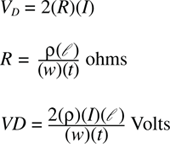 V_D = 2(R)(I)
R = ρ(ℓ) / (w)(t) ohms
VD = 2(ρ)(I)(ℓ) / (w)(t) Volts